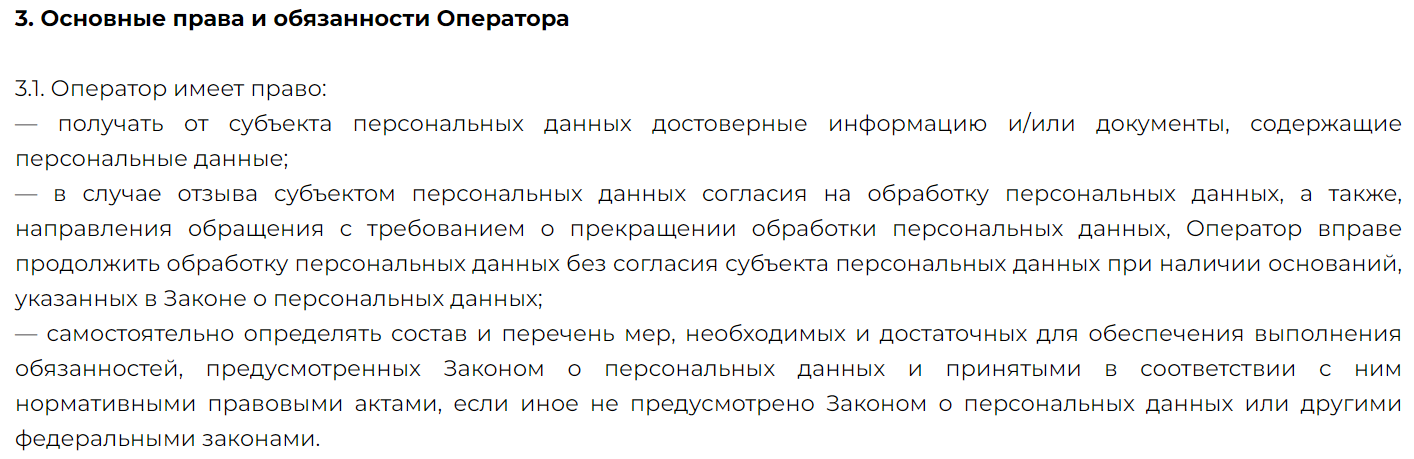 3. Основные права и обязанности Оператора
3.1. Оператор имеет право:
— получать от субъекта персональных данных достоверные информацию и/или документы, содержащие
персональные данные;
— в случае отзыва субъектом персональных данных согласия на обработку персональных данных, а также,
направления обращения с требованием о прекращении обработки персональных данных, Оператор вправе
продолжить обработку персональных данных без согласия субъекта персональных данных при наличии оснований,
указанных в Законе о персональных данных;
— самостоятельно определять состав и перечень мер, необходимых и достаточных для обеспечения выполнения
обязанностей, предусмотренных Законом о персональных данных и принятыми в соответствии с ним
нормативными правовыми актами, если иное не предусмотрено Законом о персональных данных или другими
федеральными законами.